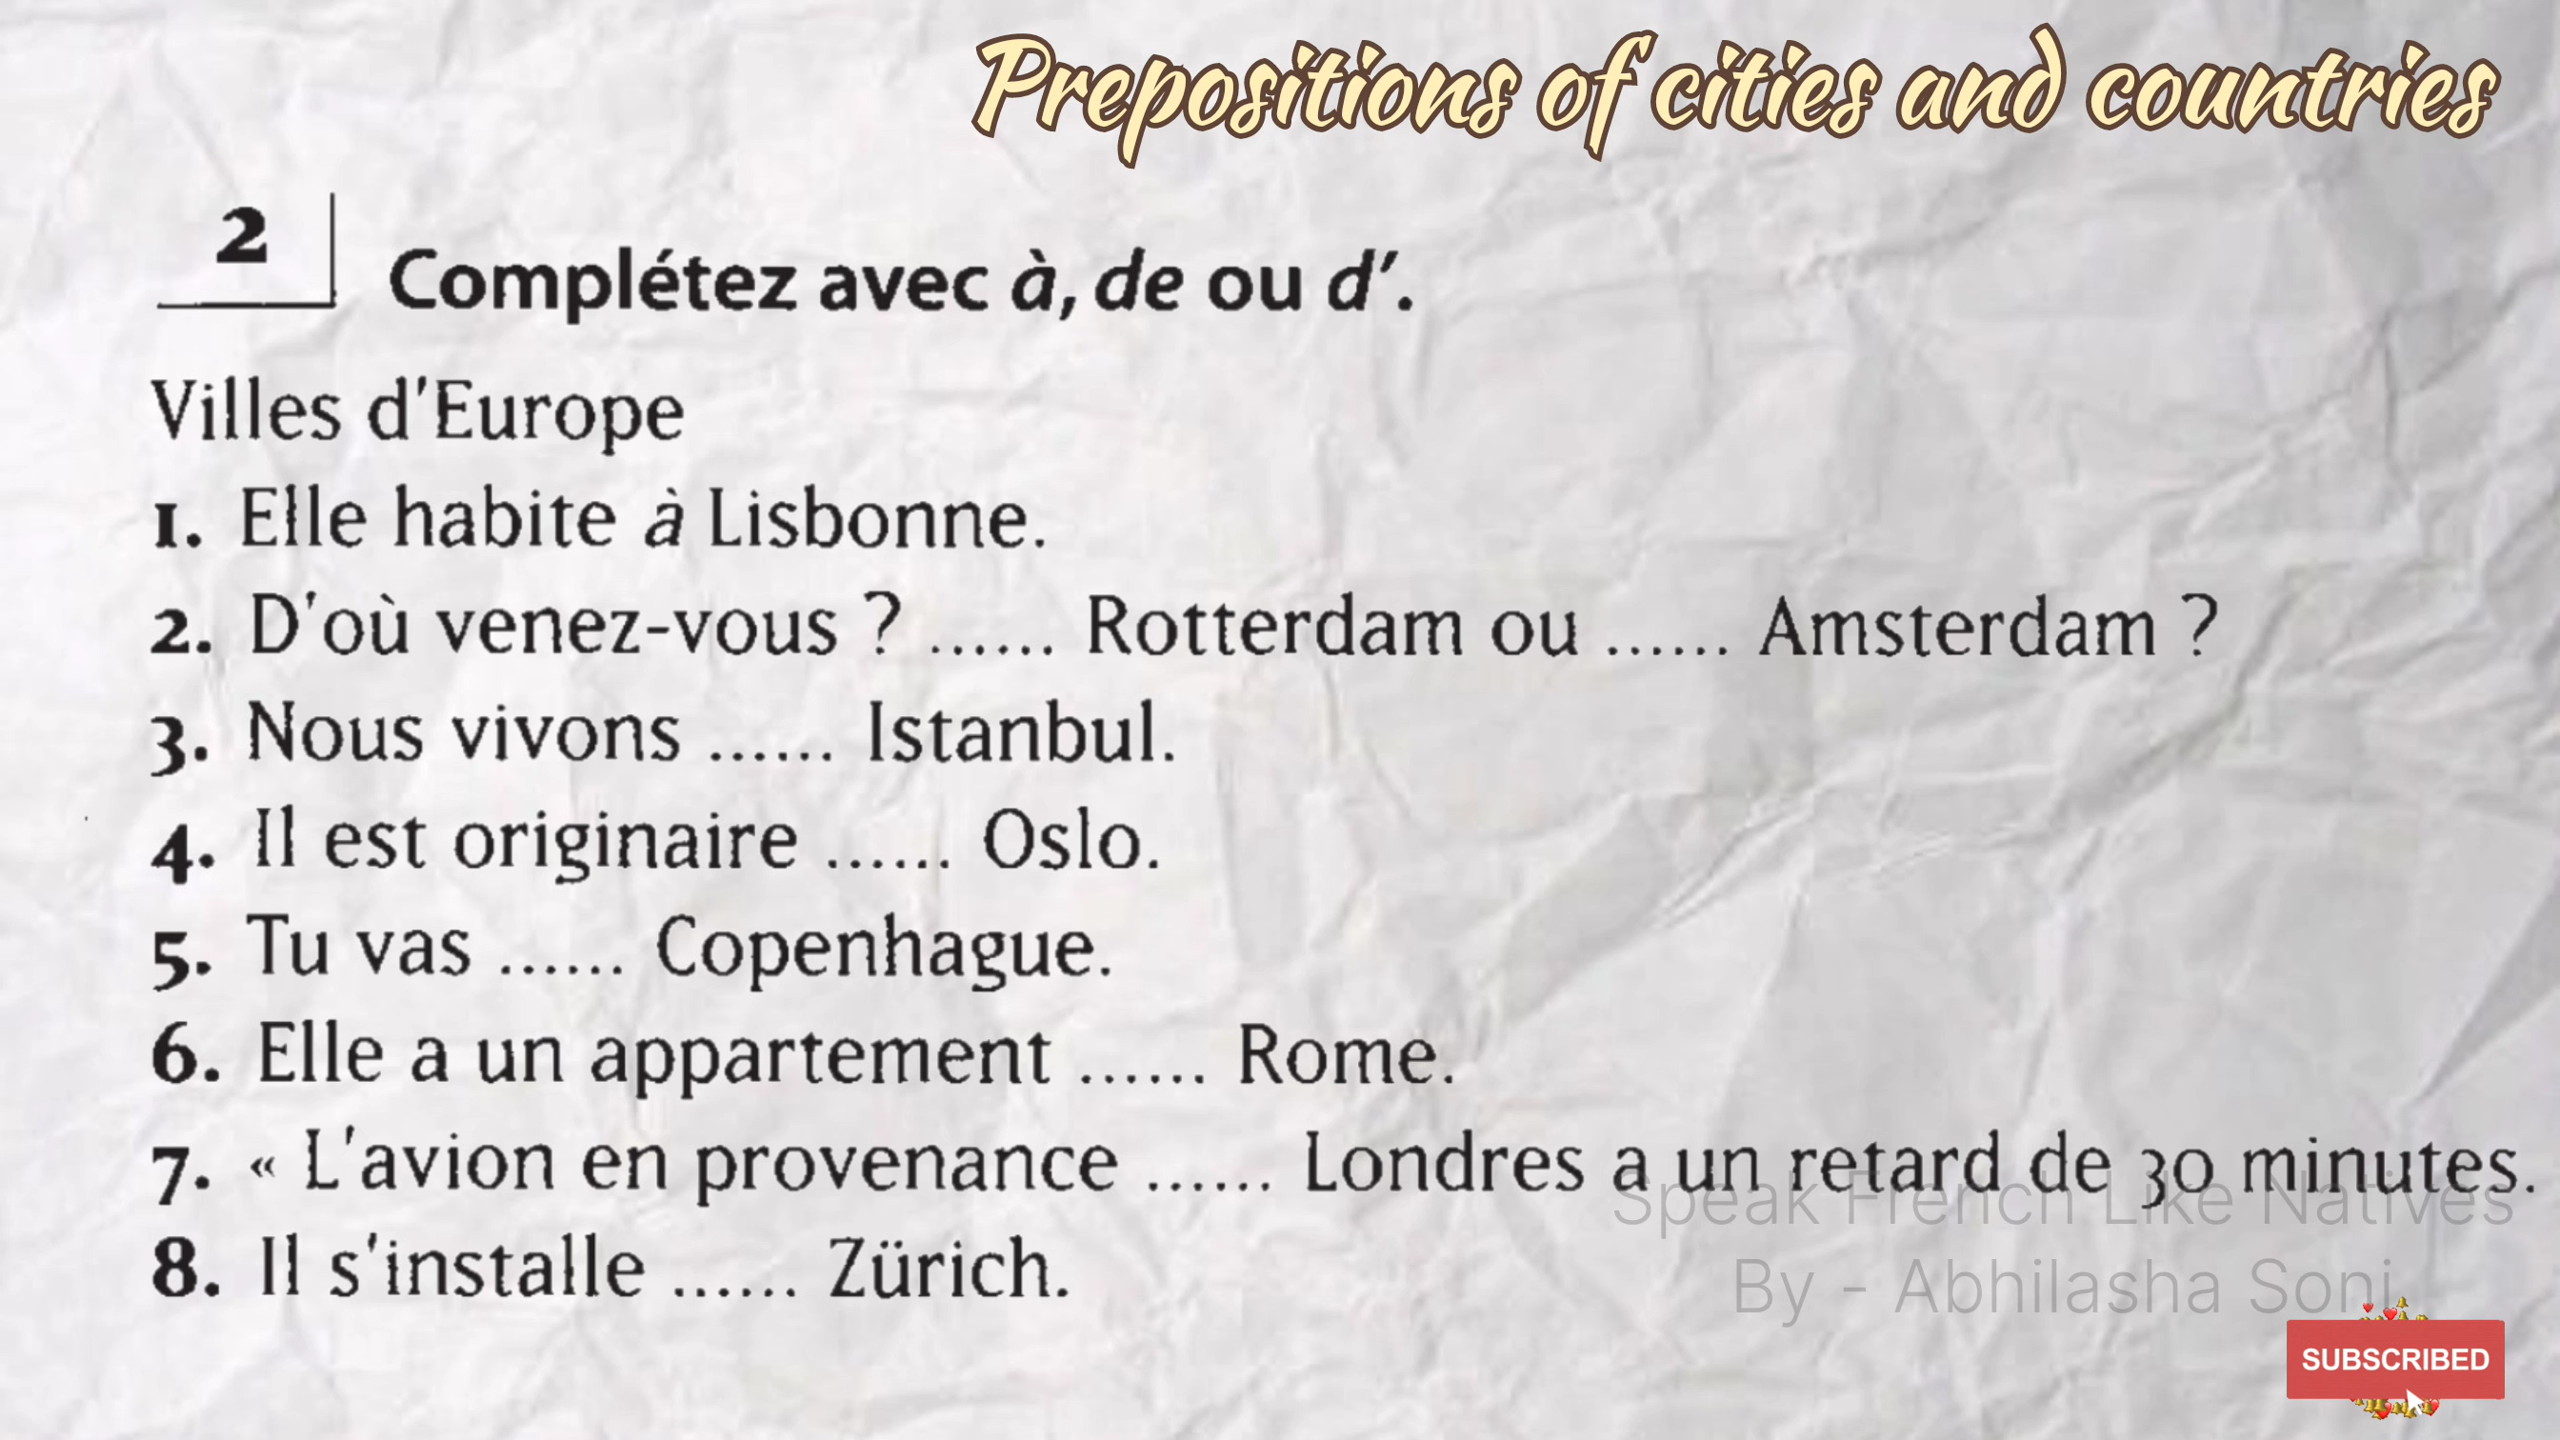 Prepositions of cities and countries
2
Complétez avec à, de ou d'.
Villes d'Europe
1. Elle habite à Lisbonne.
2. D'où venez-vous ? ...... Rotterdam ou ...... Amsterdam ?
3. Nous vivons ...... Istanbul.
4. Il est originaire ...... Oslo.
5. Tu vas ...... Copenhague.
6. Elle a un appartement ...... Rome.
7. « L'avion en provenance ...... Londres a un retard de 30 minutes.
8. Il s'installe ...... Zürich.
Speak French Like Natives
By - Abhilasha Soni
SUBSCRIBED